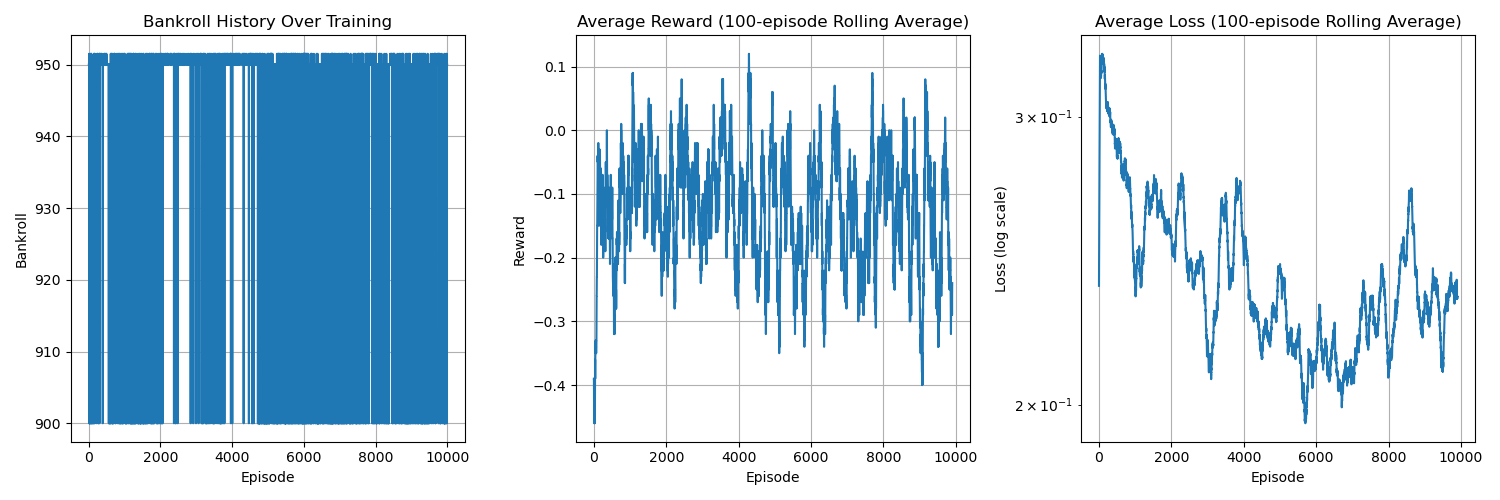 Bankroll History Over Training
Bankroll
950
940
930
920
910
900
0
2000
4000
6000
8000
10000
Episode
Average Reward (100-episode Rolling Average)
Reward
0.1
0.0
−0.1
−0.2
−0.3
−0.4
0
2000
4000
6000
8000
10000
Episode
Average Loss (100-episode Rolling Average)
Loss (log scale)
3 × 10⁻¹
2 × 10⁻¹
0
2000
4000
6000
8000
10000
Episode